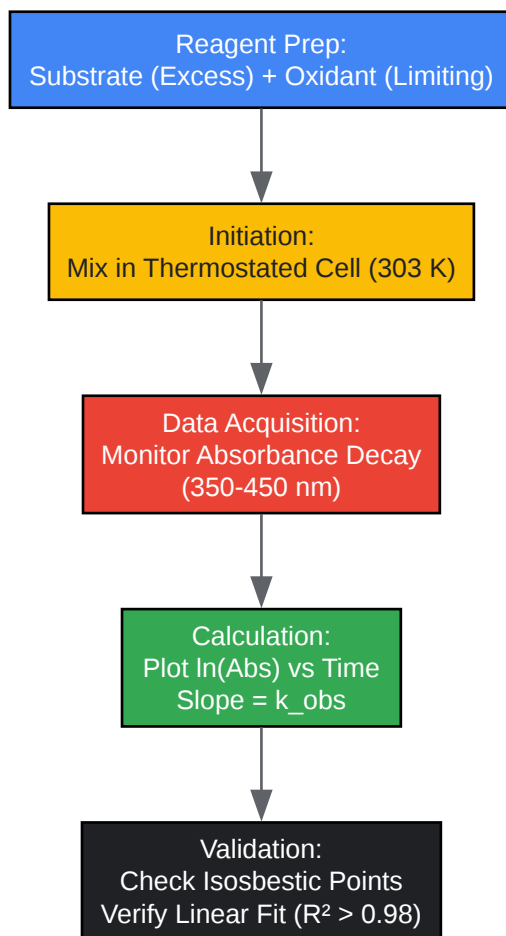 Reagent Prep:
Substrate (Excess) + Oxidant (Limiting)
Initiation:
Mix in Thermostated Cell (303 K)
Data Acquisition:
Monitor Absorbance Decay
(350-450 nm)
Calculation:
Plot ln(Abs) vs Time
Slope = k_obs
Validation:
Check Isosbestic Points
Verify Linear Fit (R² > 0.98)